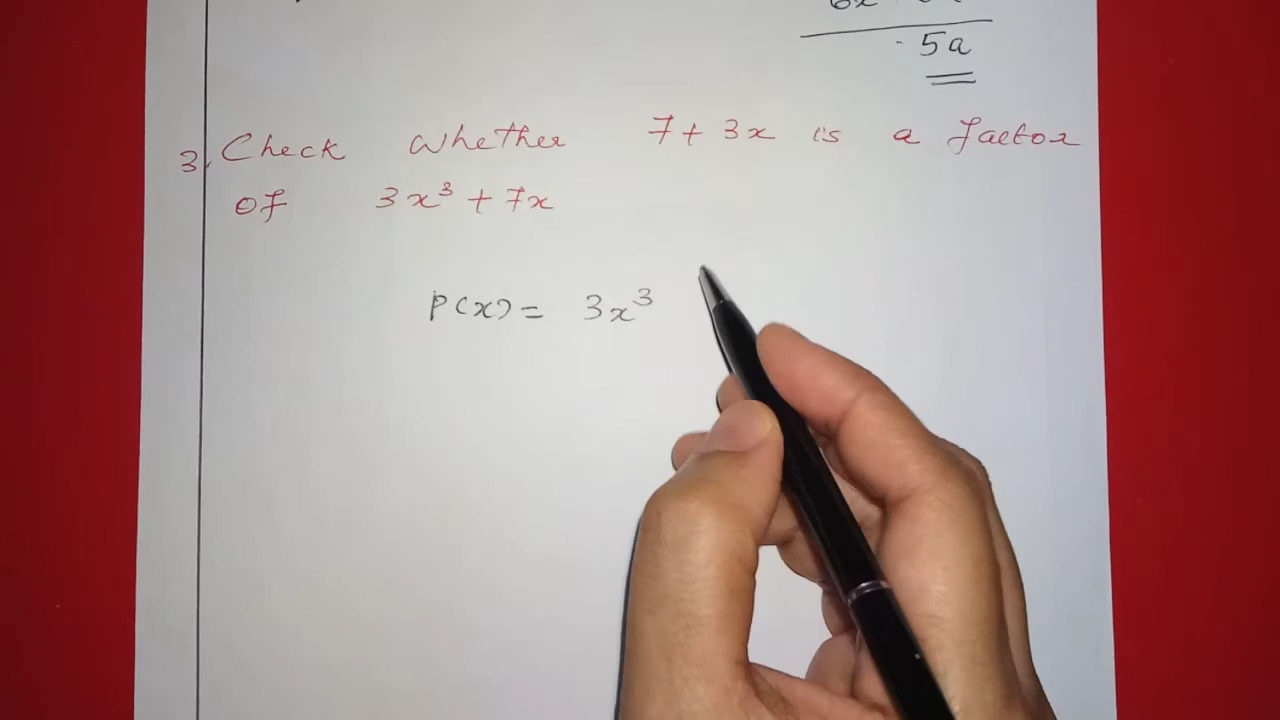 5a
3. Check whether 7 + 3x is a factor
of 3x³ + 7x
P(x) = 3x³